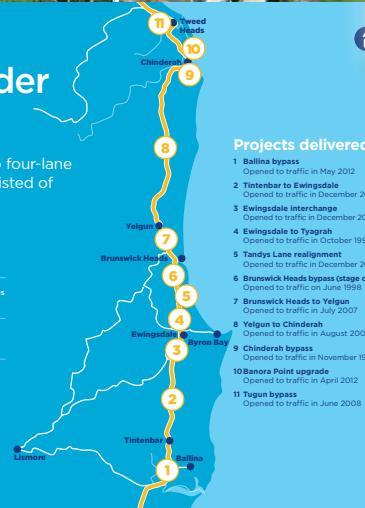 der
four-lane
isted of
Tweed
Heads
11
10
Chinderah
9
8
Yelgun
7
Brunswick Heads
6
5
4
Ewingsdale
Byron Bay
3
2
Tintenbar
Ballina
Lismore
1
Projects delivered
1 Ballina bypass
Opened to traffic in May 2012
2 Tintenbar to Ewingsdale
Opened to traffic in December
3 Ewingsdale interchange
Opened to traffic in December
4 Ewingsdale to Tyagrah
Opened to traffic in October
5 Tandys Lane realignment
Opened to traffic in December
6 Brunswick Heads bypass (stage
Opened to traffic on June 1998
7 Brunswick Heads to Yelgun
Opened to traffic in July 2007
8 Yelgun to Chinderah
Opened to traffic in August
9 Chinderah bypass
Opened to traffic in November
10 Banora Point upgrade
Opened to traffic in April 2012
11 Tugun bypass
Opened to traffic in June 2008